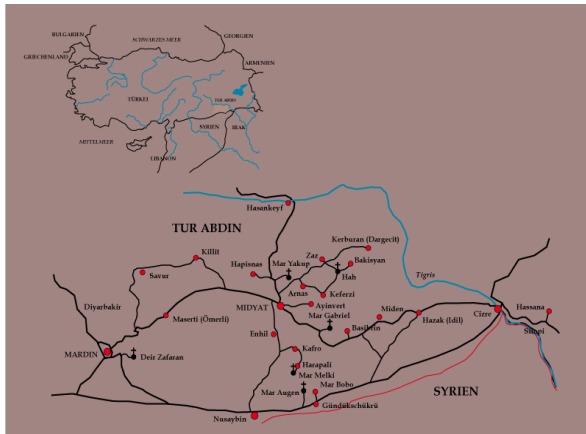 BULGARIEN
SCHWARZES MEER
GEORGIEN
GRIECHENLAND
ARMENIEN
TÜRKEI
TUR ABDIN
SYRIEN
IRAK
MITTELMEER
LIBANON
Hasankeyf
TUR ABDIN
Kerburan (Dargecit)
Killit
Zaz
Bakisyan
Hapisnas
Mar Yakup
Hah
Tigris
Savur
Arnas
Keferzi
Diyarbakir
MIDYAT
Ayinvert
Miden
Hassana
Maserti (Ömerli)
Mar Gabriel
Hazak (Idil)
Cizre
Basibrin
Silopi
Enhil
Kafro
MARDIN
Deir Zafaran
Harapali
Mar Melki
Mar Augen
Mar Bobo
SYRIEN
Gündükschükrü
Nusaybin